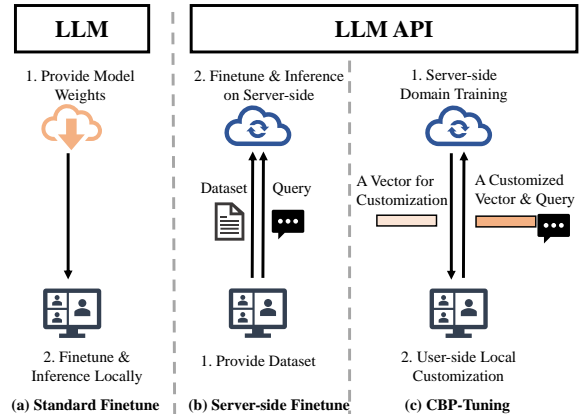 LLM
LLM API
1. Provide Model
Weights
2. Finetune &
Inference Locally
(a) Standard Finetune
2. Finetune & Inference
on Server-side
Dataset
Query
1. Provide Dataset
(b) Server-side Finetune
1. Server-side
Domain Training
A Vector for
Customization
A Customized
Vector & Query
2. User-side Local
Customization
(c) CBP-Tuning